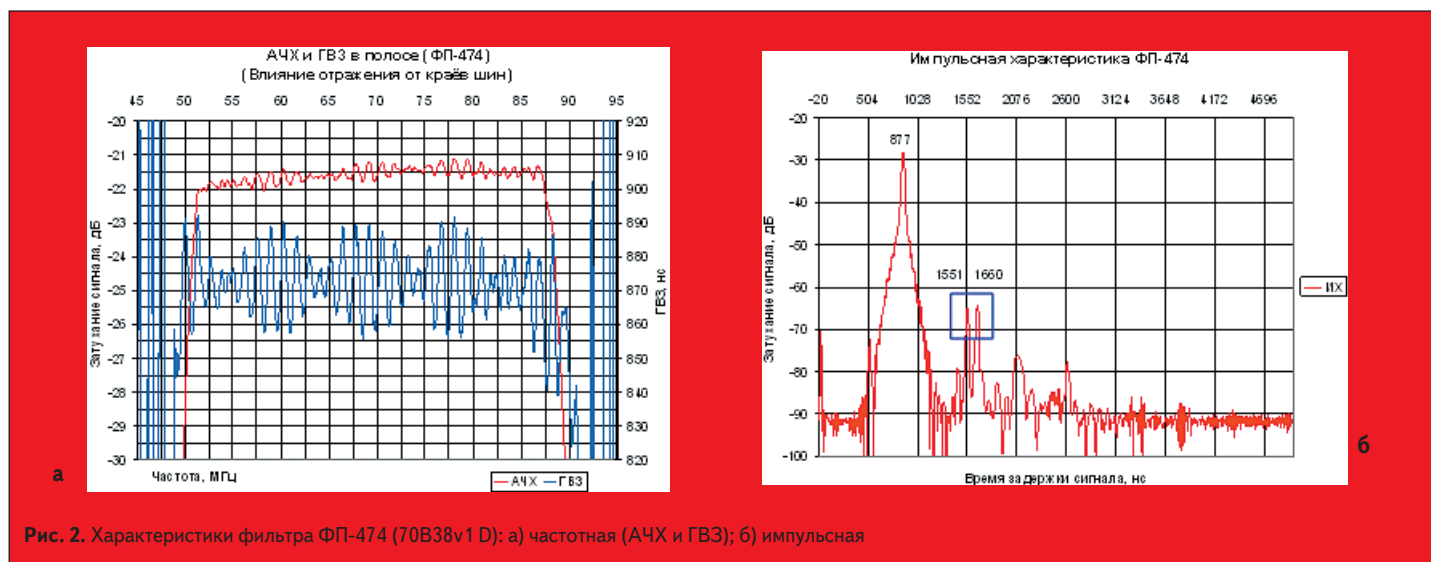 АЧХ и ГВЗ в полосе (ФП-474)
(Влияние отражения от краёв шин)
45 50 55 60 65 70 75 80 85 90 95
-20 920
-21 910
-22 900
-23 890
-24 880
-25 870
-26 860
-27 850
-28 840
-29 830
-30 820
Затухание сигнала, дБ
ГВЗ, нс
Частота, МГц
АЧХ ГВЗ
а
Импульсная характеристика ФП-474
-20 504 1028 1552 2076 2600 3124 3648 4172 4696
-20
-30
-40
-50
-60
-70
-80
-90
-100
877
1551 1660
Затухание сигнала, дБ
ИХ
Время задержки сигнала, нс
б
Рис. 2. Характеристики фильтра ФП-474 (70B38v1 D): а) частотная (АЧХ и ГВЗ); б) импульсная